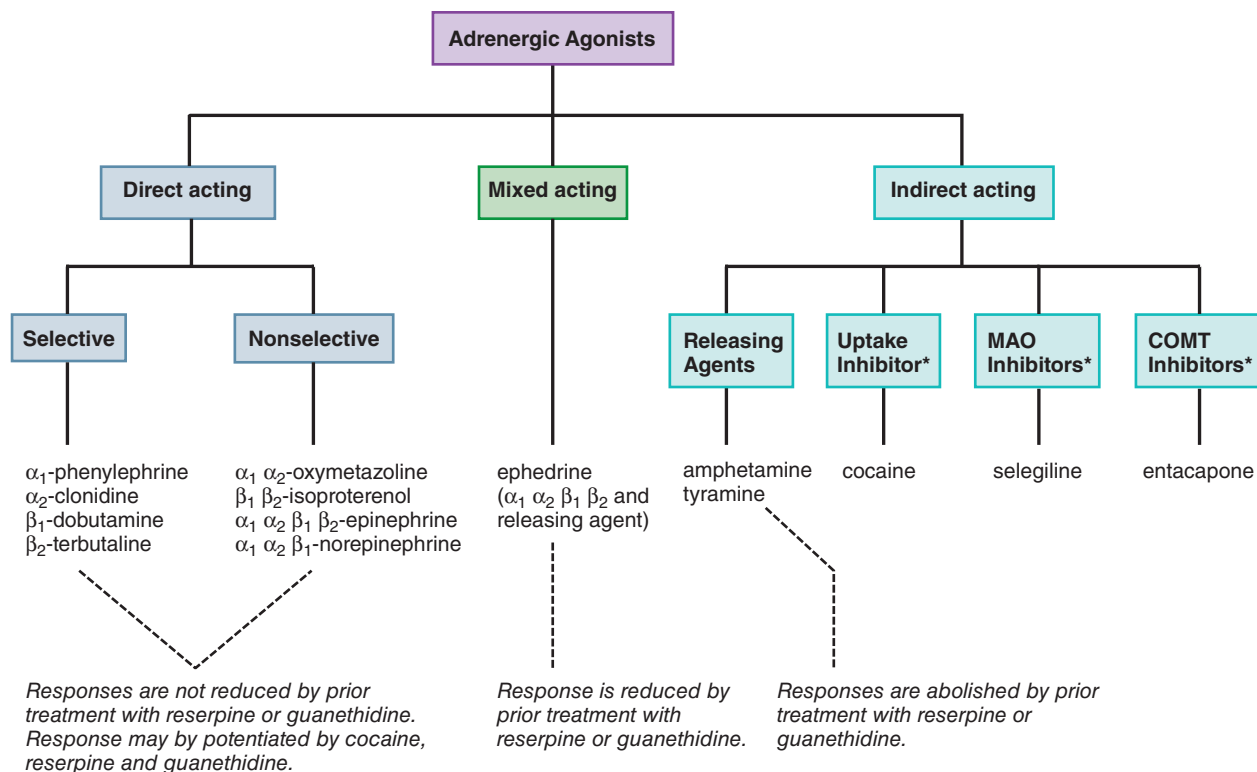 Adrenergic Agonists
Direct acting
Mixed acting
Indirect acting
Selective
Nonselective
Releasing
Agents
Uptake
Inhibitor*
MAO
Inhibitors*
COMT
Inhibitors*
α₁-phenylephrine
α₂-clonidine
β₁-dobutamine
β₂-terbutaline
α₁ α₂-oxymetazoline
β₁ β₂-isoproterenol
α₁ α₂ β₁ β₂-epinephrine
α₁ α₂ β₁-norepinephrine
ephedrine
(α₁ α₂ β₁ β₂ and
releasing agent)
amphetamine
tyramine
cocaine
selegiline
entacapone
Responses are not reduced by prior
treatment with reserpine or guanethidine.
Response may by potentiated by cocaine,
reserpine and guanethidine.
Response is reduced by
prior treatment with
reserpine or guanethidine.
Responses are abolished by prior
treatment with reserpine or
guanethidine.